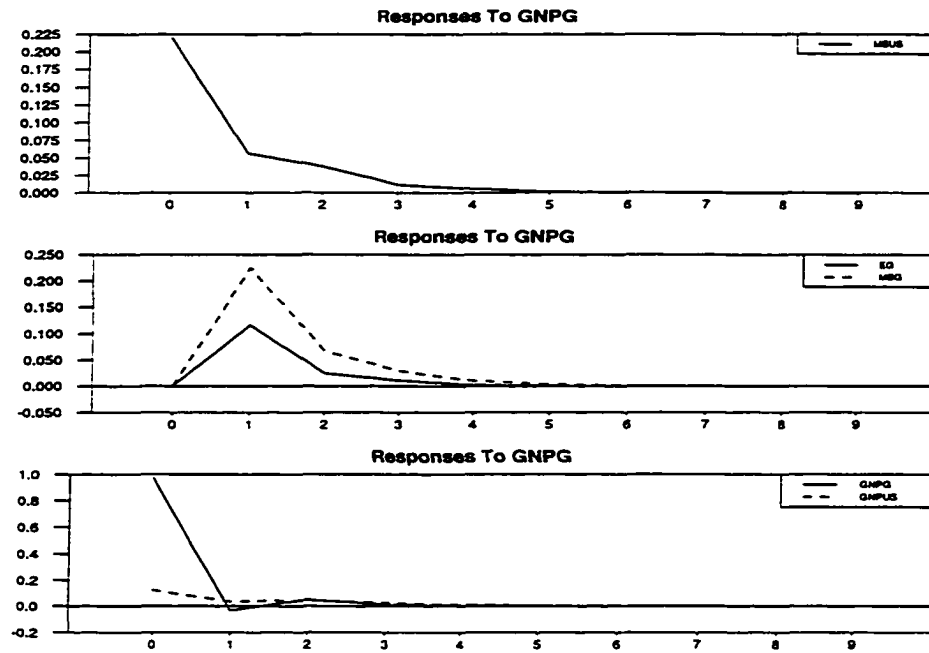 Responses To GNPG
0.225
0.200
0.175
0.150
0.125
0.100
0.075
0.050
0.025
0.000
MSUS
0 1 2 3 4 5 6 7 8 9
Responses To GNPG
0.250
0.200
0.150
0.100
0.050
0.000
-0.050
EG
MSG
0 1 2 3 4 5 6 7 8 9
Responses To GNPG
1.0
0.8
0.6
0.4
0.2
0.0
-0.2
GNPG
GNPUS
0 1 2 3 4 5 6 7 8 9